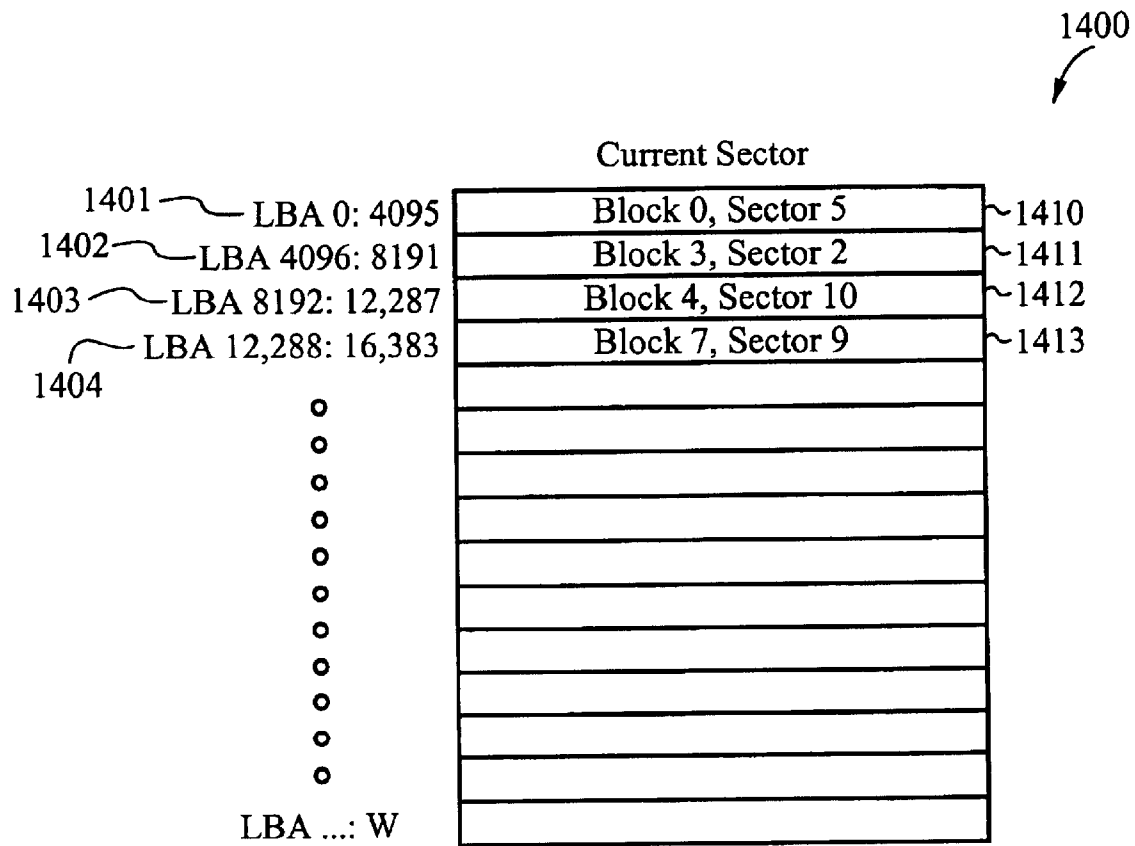 1400
Current Sector
1401 LBA 0: 4095 Block 0, Sector 5 1410
1402 LBA 4096: 8191 Block 3, Sector 2 1411
1403 LBA 8192: 12,287 Block 4, Sector 10 1412
LBA 12,288: 16,383 Block 7, Sector 9 1413
1404
LBA ...: W